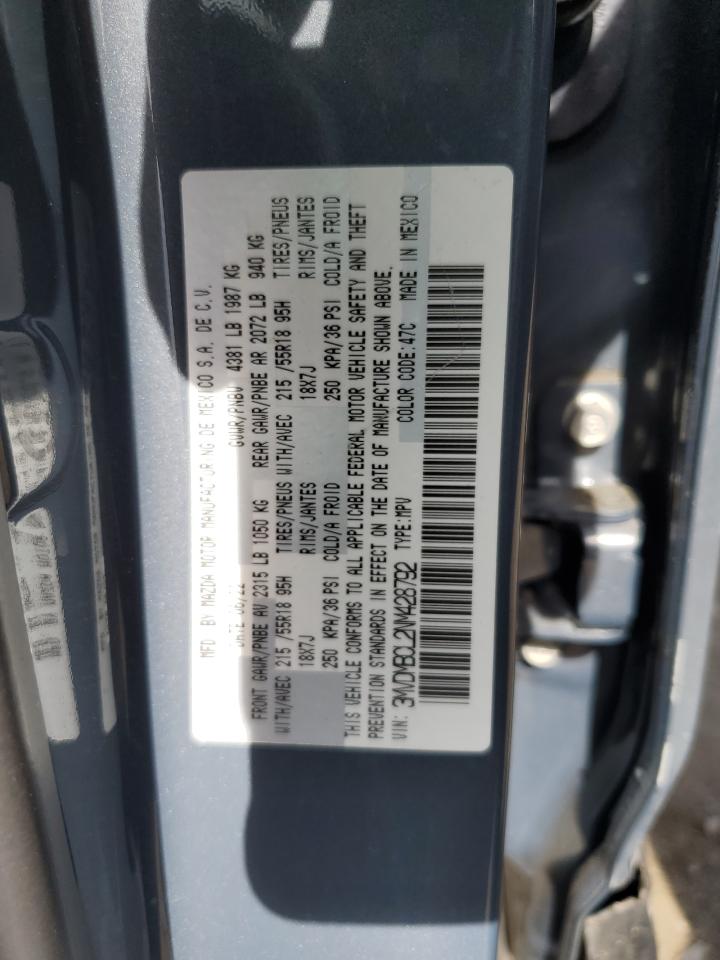 MFD BY MAZDA MOTOR MANUFACTURING DE MEXICO S.A. DE C.V.
DATE 06/22 GVWR/PNBV 4381 LB 1987 KG
FRONT GAWR/PNBE AV 2315 LB 1050 KG REAR GAWR/PNBE AR 2072 LB 940 KG
WITH/AVEC 215 /55R18 95H TIRES/PNEUS WITH/AVEC 215 /55R18 95H TIRES/PNEUS
18X7J RIMS/JANTES 18X7J RIMS/JANTES
250 KPA/36 PSI COLD/A FROID 250 KPA/36 PSI COLD/A FROID
THIS VEHICLE CONFORMS TO ALL APPLICABLE FEDERAL MOTOR VEHICLE SAFETY AND THEFT
PREVENTION STANDARDS IN EFFECT ON THE DATE OF MANUFACTURE SHOWN ABOVE.
VIN: 3MVDMBCL2NM428792 TYPE:MPV COLOR CODE:47C MADE IN MEXICO